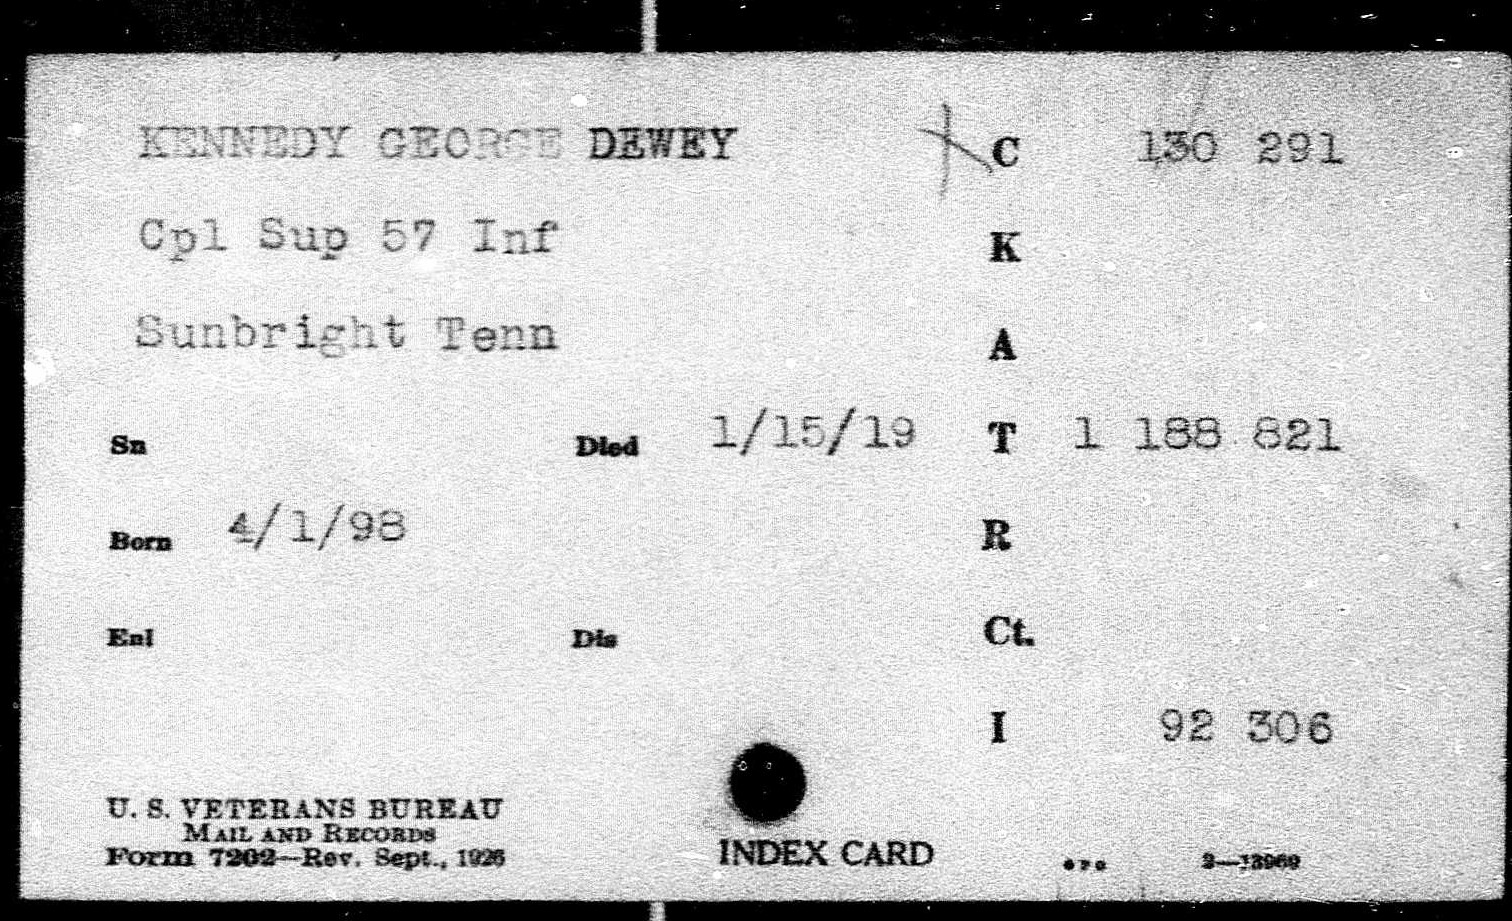 KENNEDY GEORGE DEWEY C 130 291
Cpl Sup 57 Inf K
Sunbright Tenn A
Sn Died 1/15/19 T 1 188 821
Born 4/1/98 R
Enl Dis Ct.
I 92 306
U. S. VETERANS BUREAU
MAIL AND RECORDS
Form 7202—Rev. Sept., 1926
INDEX CARD